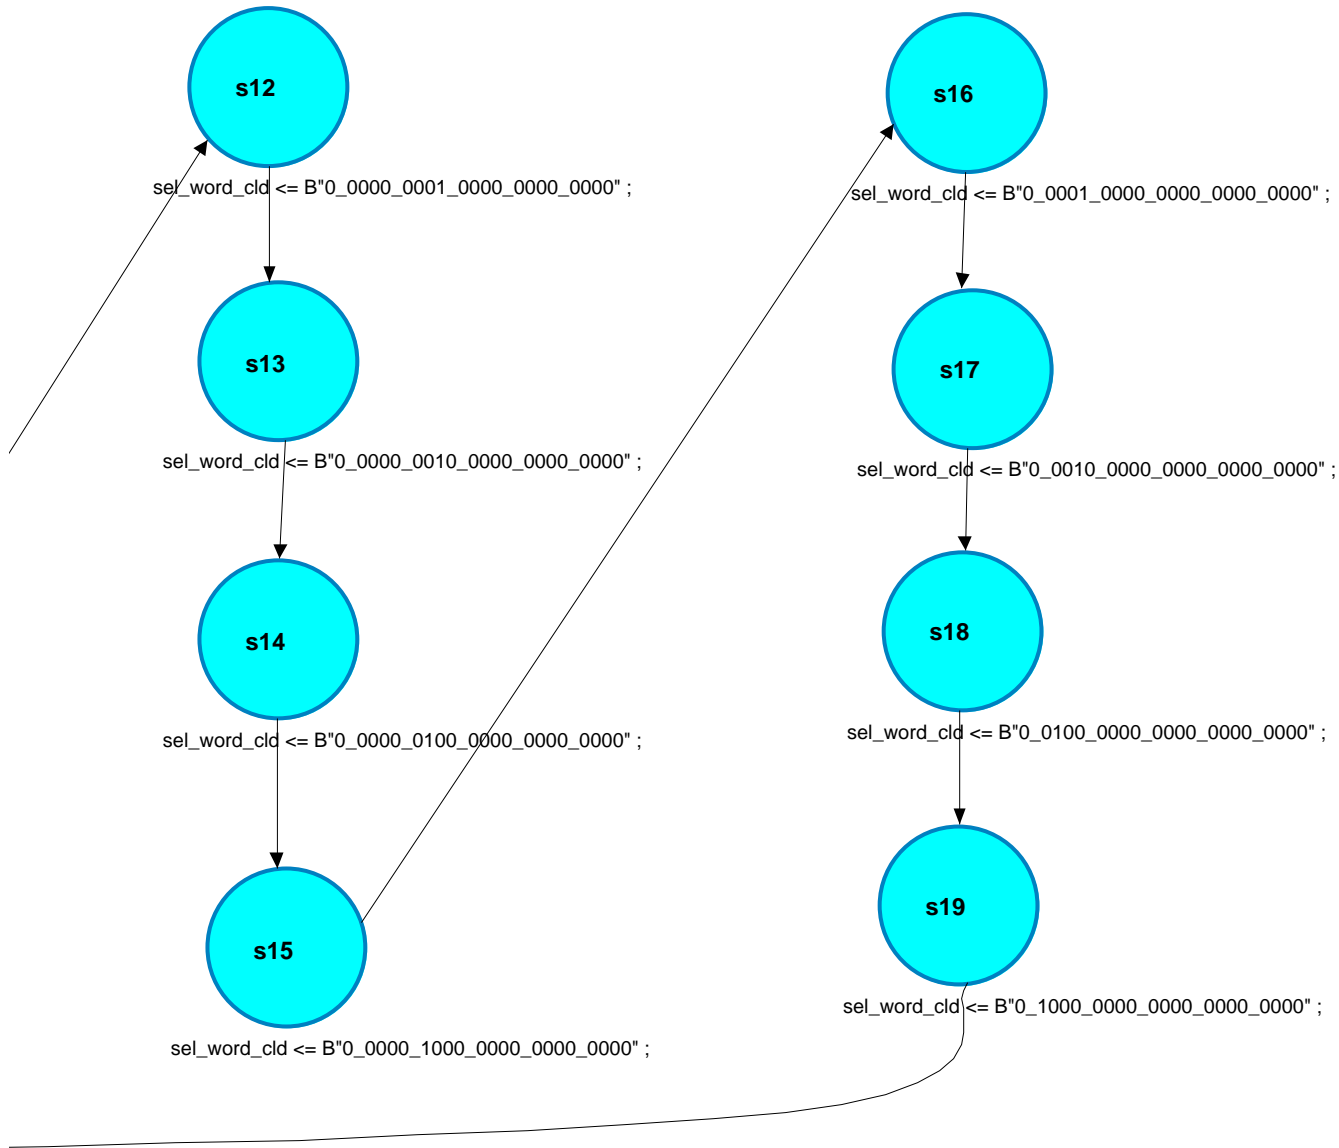 s12
sel_word_cld <= B"0_0000_0001_0000_0000_0000" ;
s13
sel_word_cld <= B"0_0000_0010_0000_0000_0000" ;
s14
sel_word_cld <= B"0_0000_0100_0000_0000_0000" ;
s15
sel_word_cld <= B"0_0000_1000_0000_0000_0000" ;
s16
sel_word_cld <= B"0_0001_0000_0000_0000_0000" ;
s17
sel_word_cld <= B"0_0010_0000_0000_0000_0000" ;
s18
sel_word_cld <= B"0_0100_0000_0000_0000_0000" ;
s19
sel_word_cld <= B"0_1000_0000_0000_0000_0000" ;